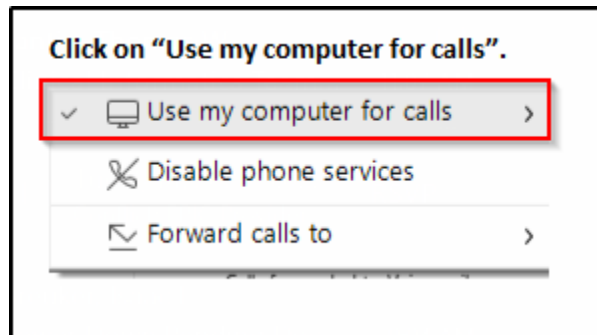 Click on “Use my computer for calls”.
Use my computer for calls
Disable phone services
Forward calls to